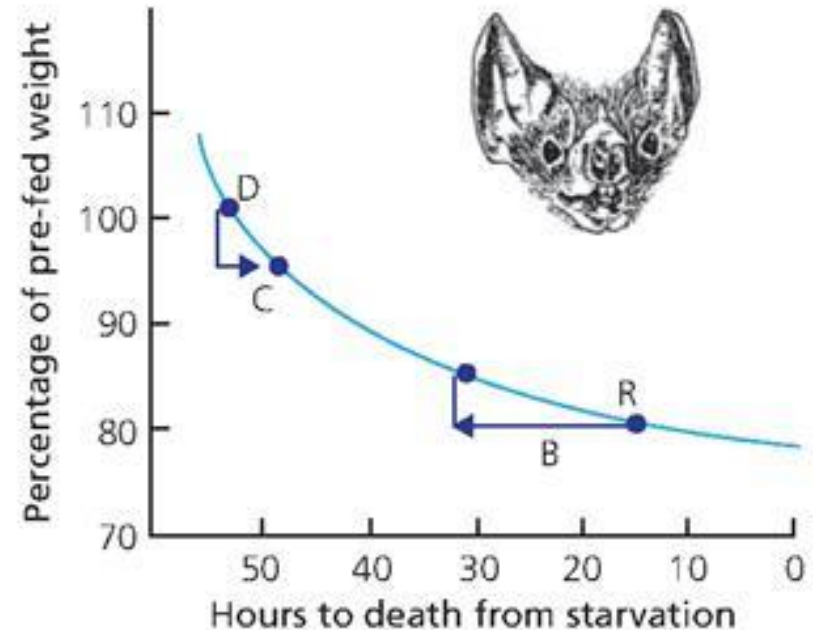 Percentage of pre-fed weight
110
100
90
80
70
D
C
R
B
50 40 30 20 10 0
Hours to death from starvation